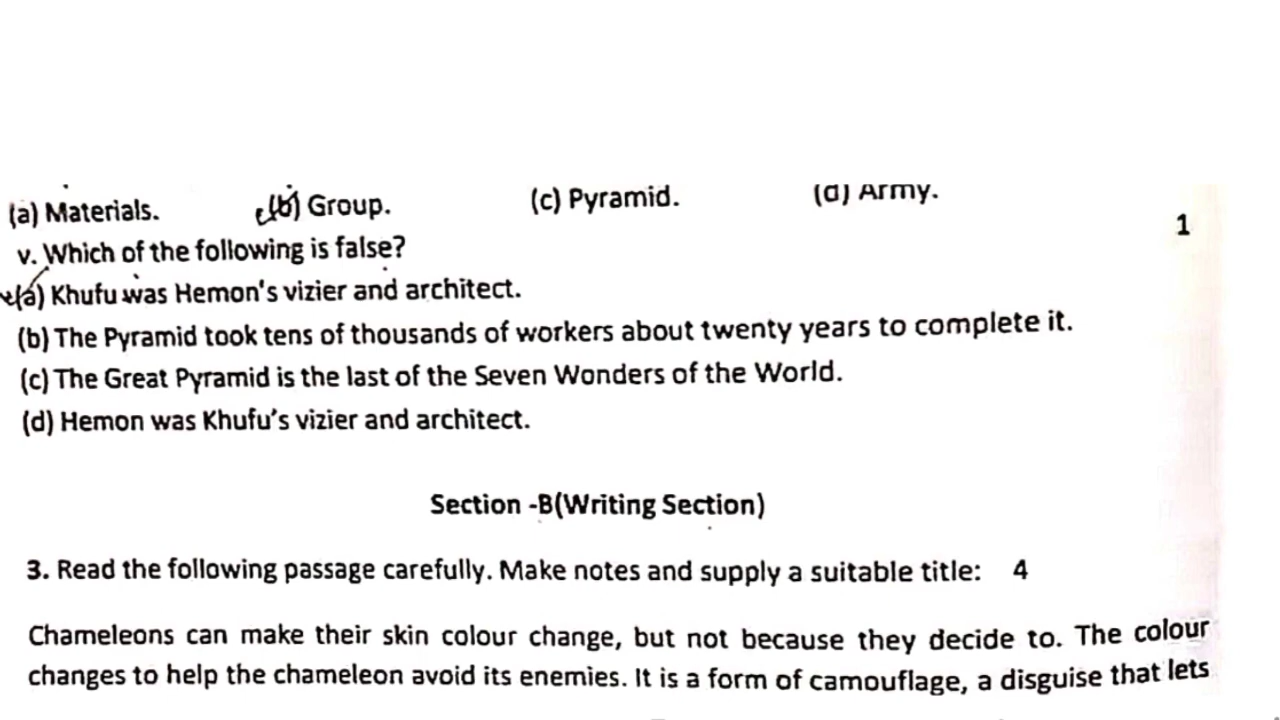 (a) Materials. (b) Group. (c) Pyramid. (d) Army.
1
v. Which of the following is false?
(a) Khufu was Hemon's vizier and architect.
(b) The Pyramid took tens of thousands of workers about twenty years to complete it.
(c) The Great Pyramid is the last of the Seven Wonders of the World.
(d) Hemon was Khufu's vizier and architect.
Section -B(Writing Section)
3. Read the following passage carefully. Make notes and supply a suitable title: 4
Chameleons can make their skin colour change, but not because they decide to. The colour
changes to help the chameleon avoid its enemies. It is a form of camouflage, a disguise that lets